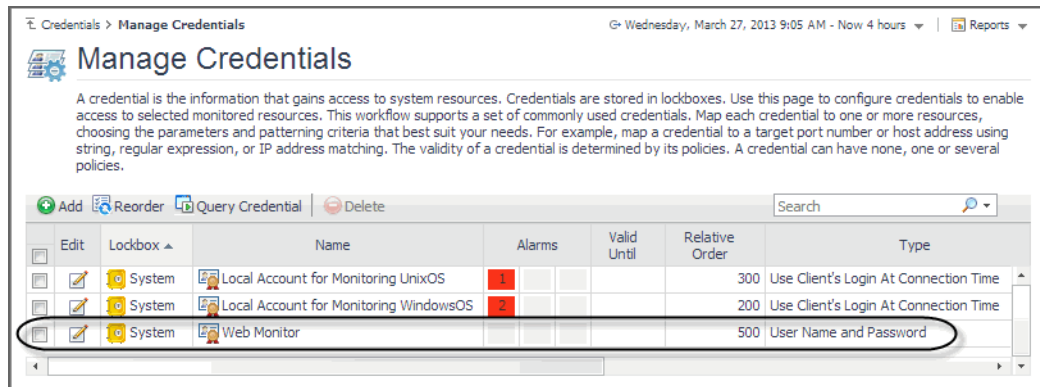 Credentials > Manage Credentials
Wednesday, March 27, 2013 9:05 AM - Now 4 hours | Reports
Manage Credentials
A credential is the information that gains access to system resources. Credentials are stored in lockboxes. Use this page to configure credentials to enable
access to selected monitored resources. This workflow supports a set of commonly used credentials. Map each credential to one or more resources,
choosing the parameters and patterning criteria that best suit your needs. For example, map a credential to a target port number or host address using
string, regular expression, or IP address matching. The validity of a credential is determined by its policies. A credential can have none, one or several
policies.
Add Reorder Query Credential | Delete Search
Edit Lockbox Name Alarms Valid Until Relative Order Type
System Local Account for Monitoring UnixOS 1 300 Use Client's Login At Connection Time
System Local Account for Monitoring WindowsOS 2 200 Use Client's Login At Connection Time
System Web Monitor 500 User Name and Password